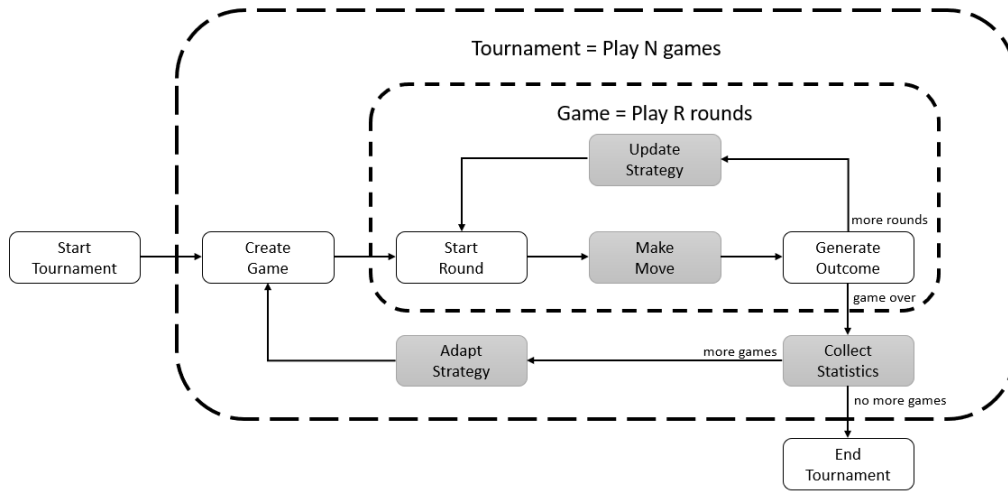 Tournament = Play N games
Game = Play R rounds
Update
Strategy
more rounds
Start
Tournament
Create
Game
Start
Round
Make
Move
Generate
Outcome
game over
Adapt
Strategy
more games
Collect
Statistics
no more games
End
Tournament